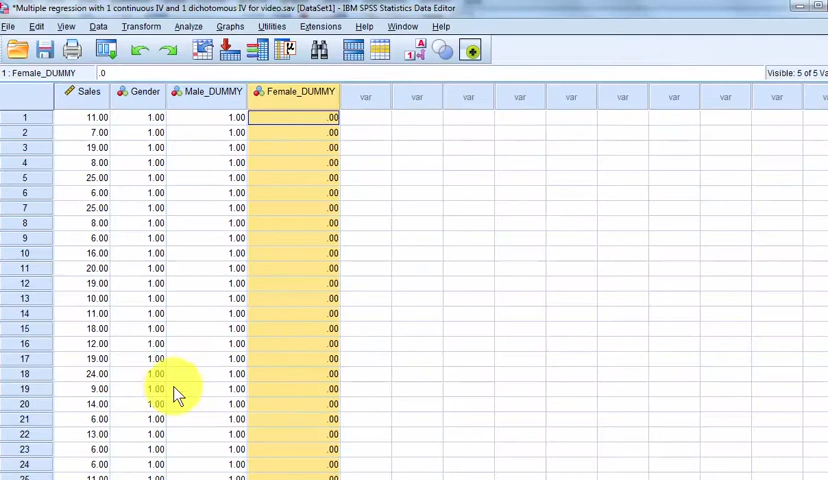 *Multiple regression with 1 continuous IV and 1 dichotomous IV for video.sav [DataSet1] - IBM SPSS Statistics Data Editor
File Edit View Data Transform Analyze Graphs Utilities Extensions Help Window Help
1 : Female_DUMMY .0 Visible: 5 of 5 Va
Sales Gender Male_DUMMY Female_DUMMY var var var var var var var var var
1 11.00 1.00 1.00 .00
2 7.00 1.00 1.00 .00
3 19.00 1.00 1.00 .00
4 8.00 1.00 1.00 .00
5 25.00 1.00 1.00 .00
6 6.00 1.00 1.00 .00
7 25.00 1.00 1.00 .00
8 8.00 1.00 1.00 .00
9 6.00 1.00 1.00 .00
10 16.00 1.00 1.00 .00
11 20.00 1.00 1.00 .00
12 19.00 1.00 1.00 .00
13 10.00 1.00 1.00 .00
14 11.00 1.00 1.00 .00
15 18.00 1.00 1.00 .00
16 12.00 1.00 1.00 .00
17 19.00 1.00 1.00 .00
18 24.00 1.00 1.00 .00
19 9.00 1.00 1.00 .00
20 14.00 1.00 1.00 .00
21 6.00 1.00 1.00 .00
22 13.00 1.00 1.00 .00
23 6.00 1.00 1.00 .00
24 6.00 1.00 1.00 .00
25 11.00 1.00 1.00 .00